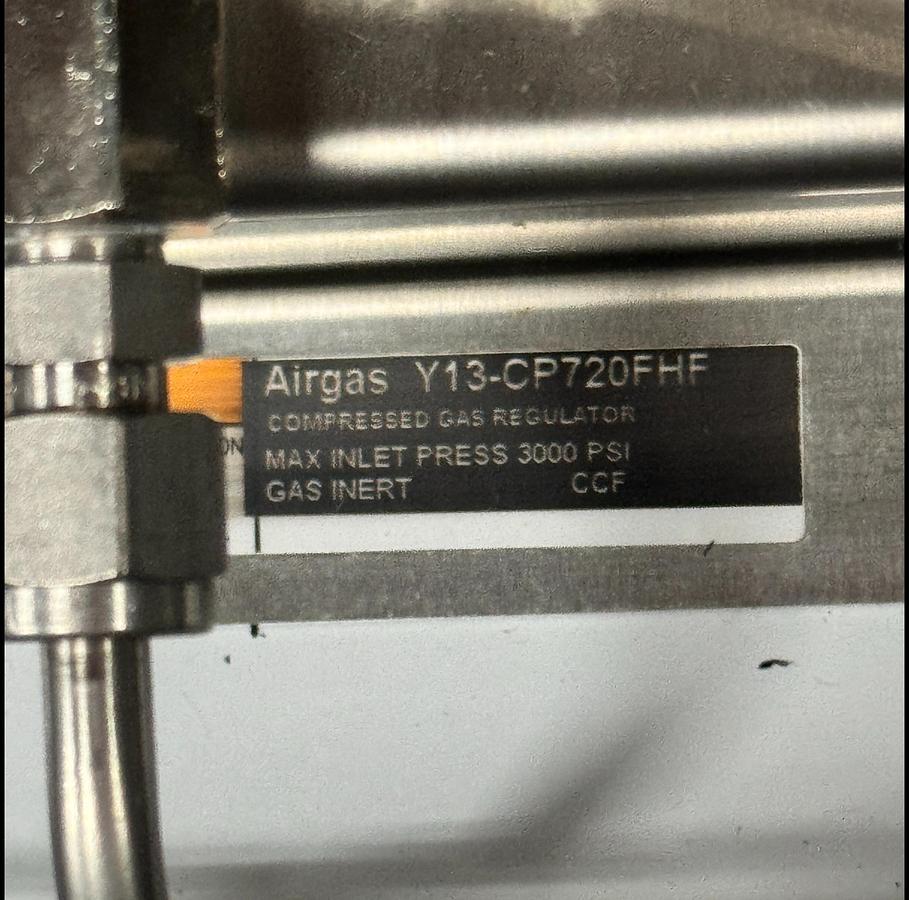 Airgas Y13-CP720FHF
COMPRESSED GAS REGULATOR
MAX INLET PRESS 3000 PSI
GAS INERT CCF